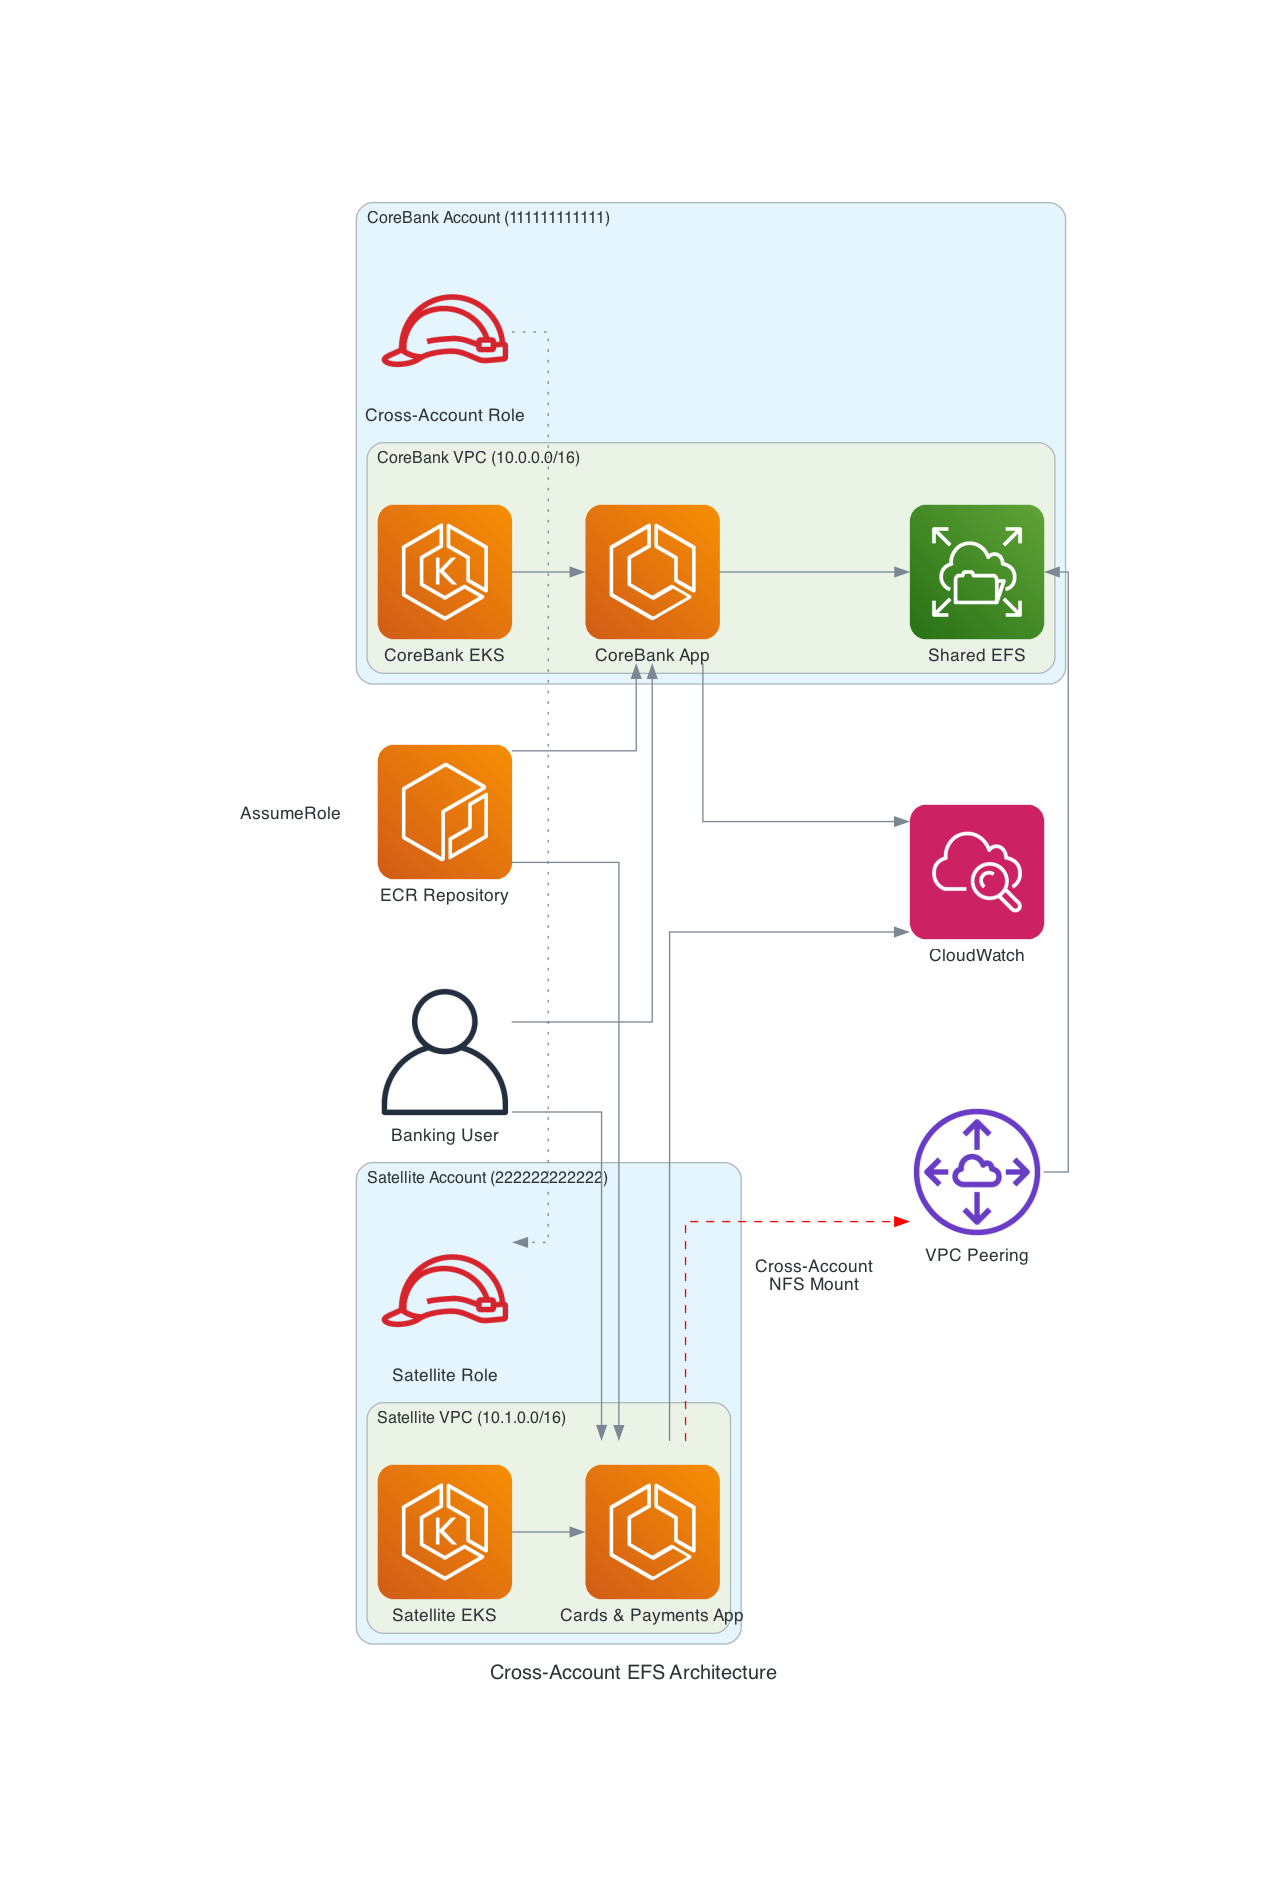 CoreBank Account (111111111111)
Cross-Account Role
CoreBank VPC (10.0.0.0/16)
K
CoreBank EKS
CoreBank App
Shared EFS
AssumeRole
ECR Repository
CloudWatch
Banking User
Satellite Account (222222222222)
VPC Peering
Cross-Account
NFS Mount
Satellite Role
Satellite VPC (10.1.0.0/16)
K
Satellite EKS
Cards & Payments App
Cross-Account EFS Architecture